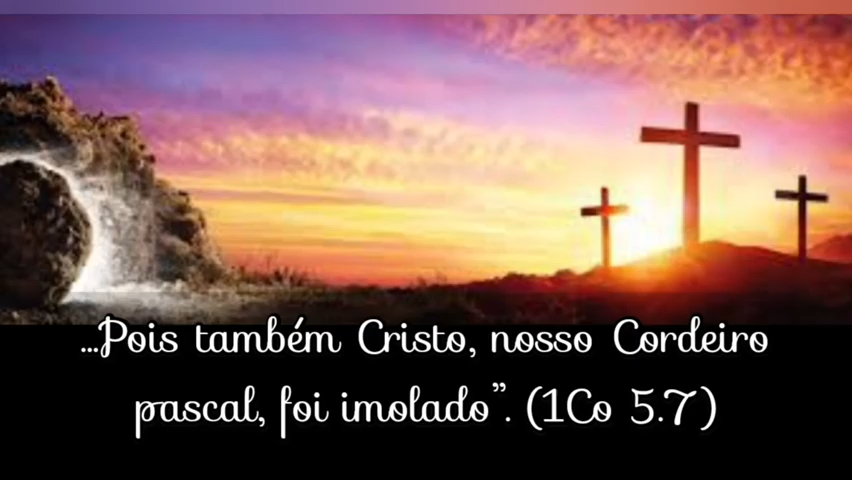 ...Pois também Cristo, nosso Cordeiro
pascal, foi imolado”. (1Co 5.7)